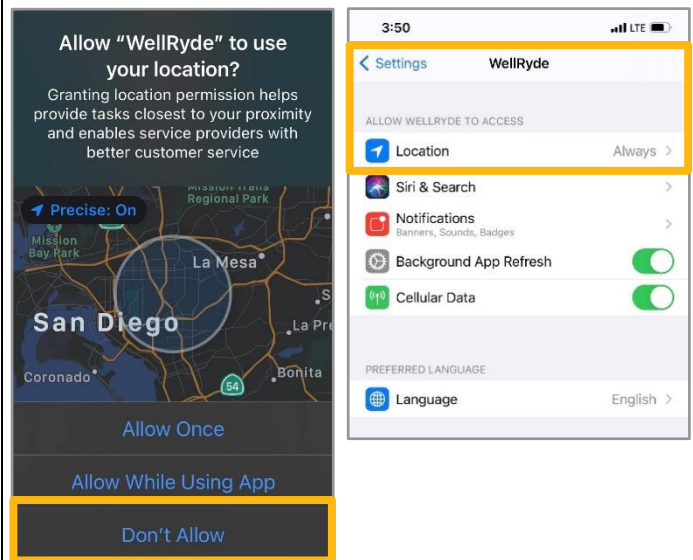 Allow “WellRyde” to use
your location?
Granting location permission helps
provide tasks closest to your proximity
and enables service providers with
better customer service
Precise: On
Mission Trails
Regional Park
Mission
Bay Park
La Mesa
San Diego
La Pre
Coronado
54
Bonita
Allow Once
Allow While Using App
Don’t Allow
3:50
LTE
Settings
WellRyde
ALLOW WELLRYDE TO ACCESS
Location
Always
Siri & Search
Notifications
Banners, Sounds, Badges
Background App Refresh
Cellular Data
PREFERRED LANGUAGE
Language
English